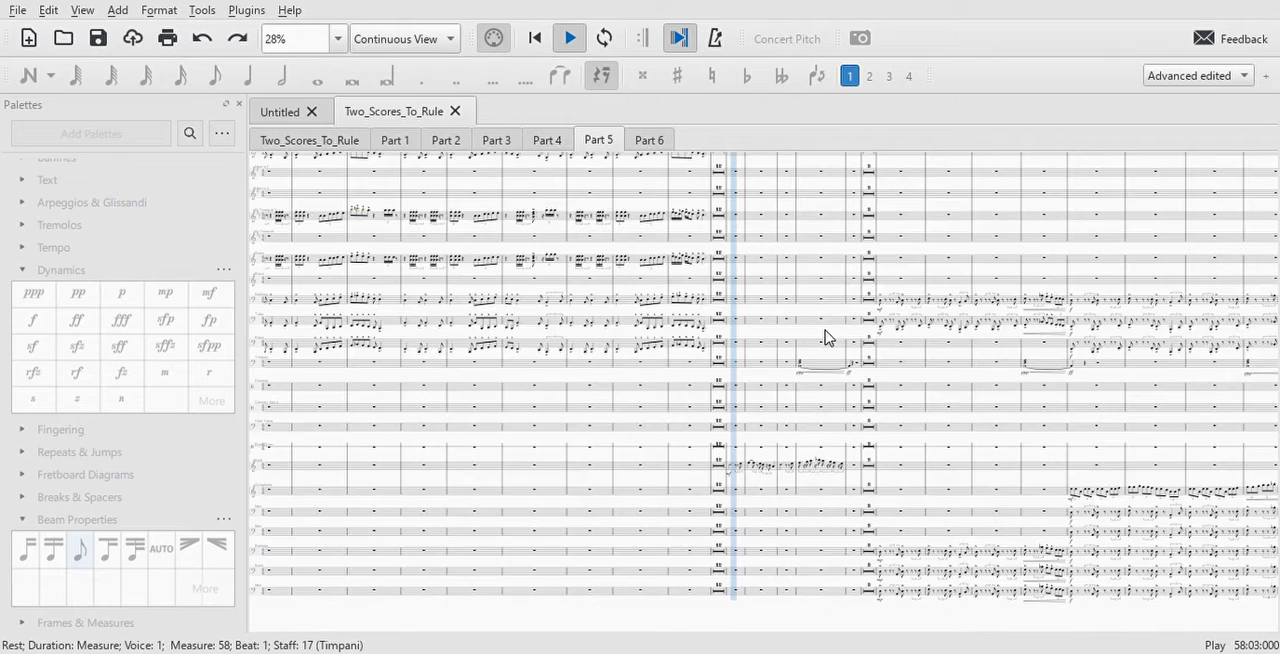 File Edit View Add Format Tools Plugins Help
28% Continuous View Concert Pitch Feedback
1 2 3 4 Advanced edited
Palettes
Untitled Two_Scores_To_Rule
Add Palettes
Two_Scores_To_Rule Part 1 Part 2 Part 3 Part 4 Part 5 Part 6
Text
Arpeggios & Glissandi
Tremolos
Tempo
Dynamics
ppp pp p mp mf
f ff fff sfp fp
sf sfz sff sffz sfpp
rfz rf fz m r
s z n More
Fingering
Repeats & Jumps
Fretboard Diagrams
Breaks & Spacers
Beam Properties
AUTO
More
Frames & Measures
Rest; Duration: Measure; Voice: 1; Measure: 58; Beat: 1; Staff: 17 (Timpani) Play 58:03:000